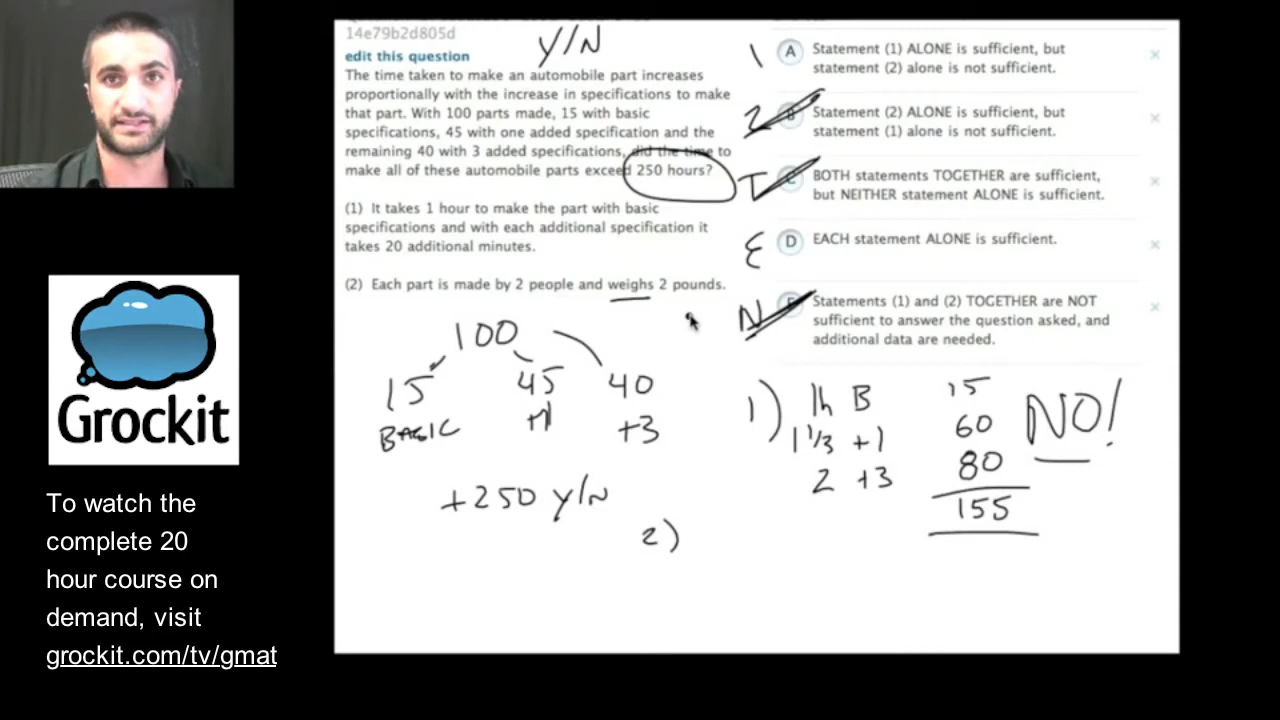 14e79b2d805d
Y/N
edit this question
The time taken to make an automobile part increases
proportionally with the increase in specifications to make
that part. With 100 parts made, 15 with basic
specifications, 45 with one added specification and the
remaining 40 with 3 added specifications, did the time to
make all of these automobile parts exceed 250 hours?
(1) It takes 1 hour to make the part with basic
specifications and with each additional specification it
takes 20 additional minutes.
(2) Each part is made by 2 people and weighs 2 pounds.
1 A Statement (1) ALONE is sufficient, but
statement (2) alone is not sufficient.
2 B Statement (2) ALONE is sufficient, but
statement (1) alone is not sufficient.
T C BOTH statements TOGETHER are sufficient,
but NEITHER statement ALONE is sufficient.
E D EACH statement ALONE is sufficient.
N E Statements (1) and (2) TOGETHER are NOT
sufficient to answer the question asked, and
additional data are needed.
100
15 45 40
BASIC +1 +3
+250 Y/N
2)
1) 1h B
1 1/3 +1
2 +3
15
60
80
155
NO!
Grockit
To watch the
complete 20
hour course on
demand, visit
grockit.com/tv/gmat